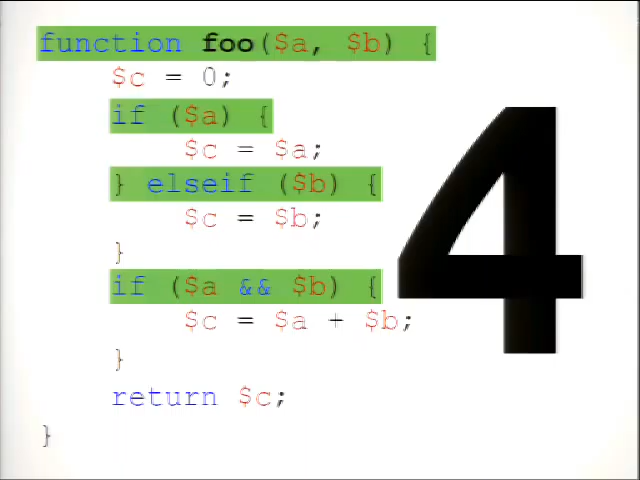 function foo($a, $b) {
$c = 0;
if ($a) {
$c = $a;
} elseif ($b) {
$c = $b;
}
if ($a && $b) {
$c = $a + $b;
}
return $c;
}
4